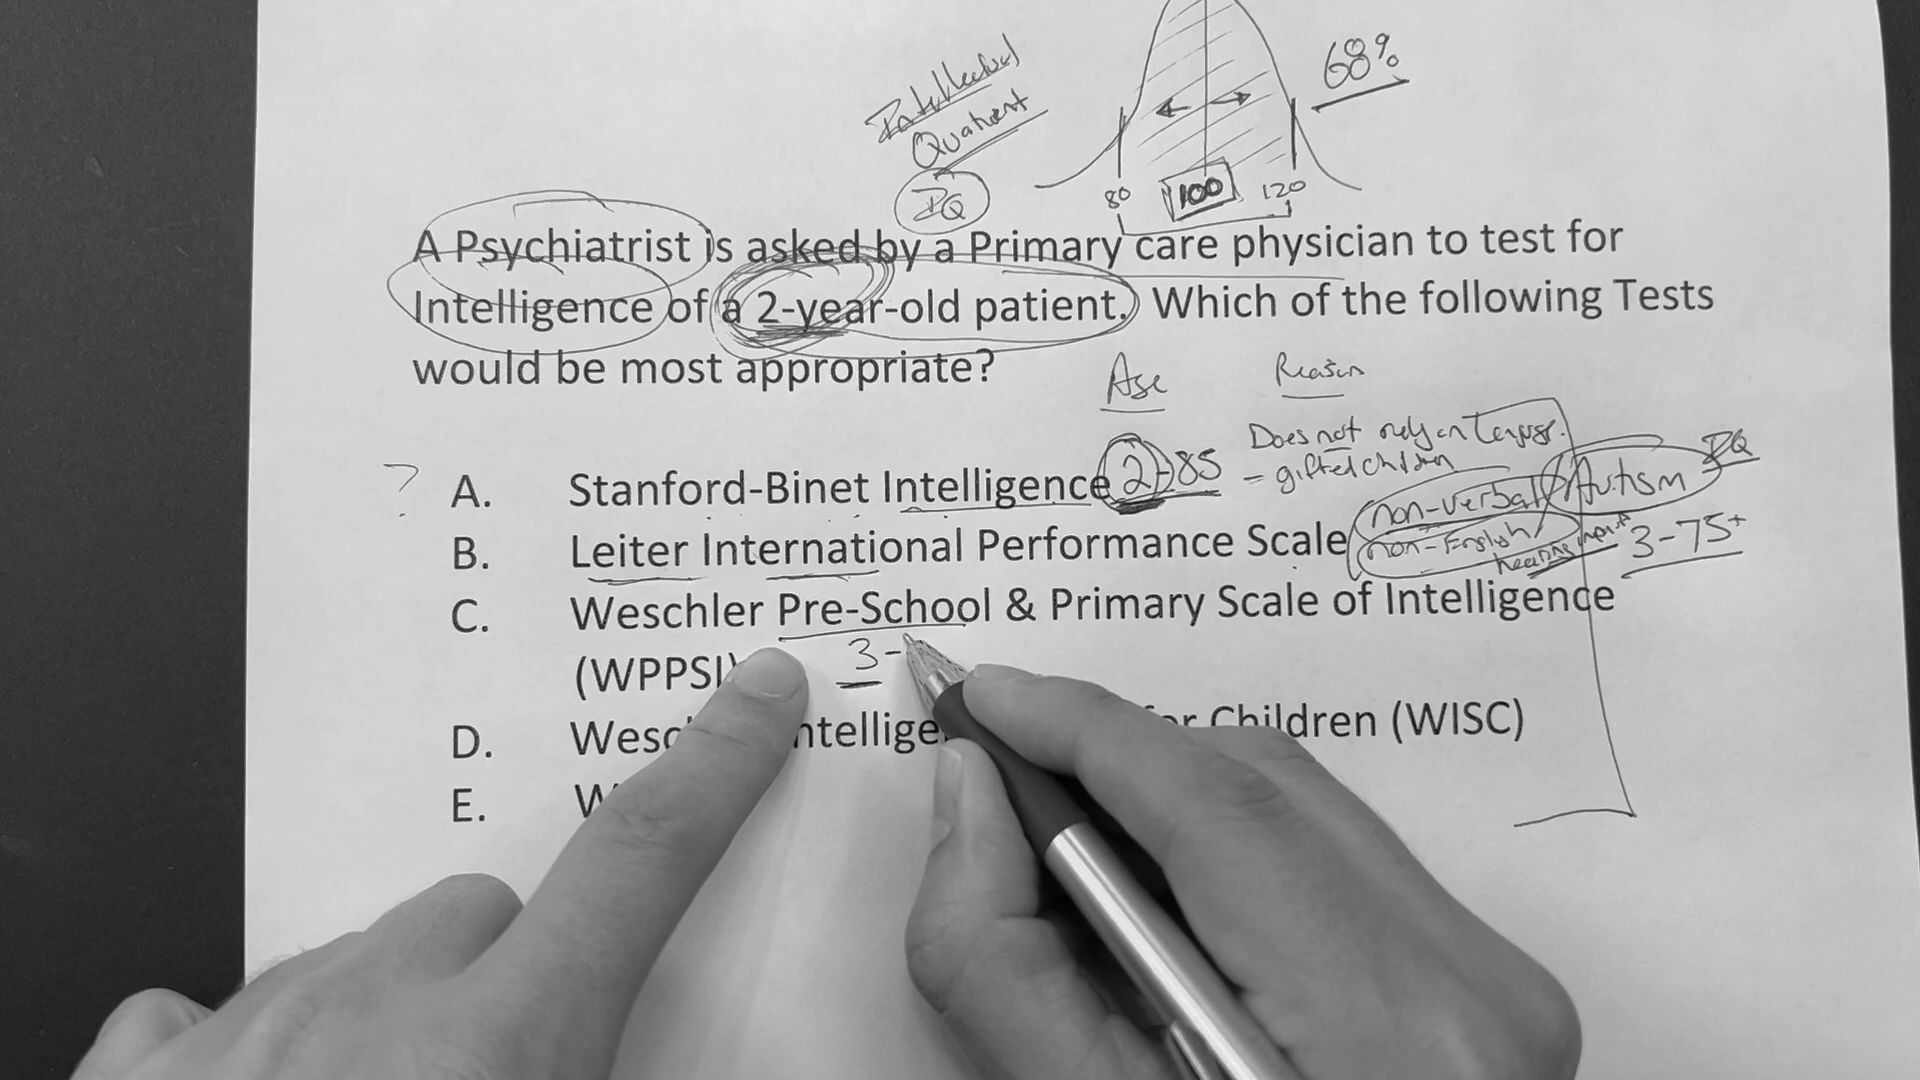 Intellectual
Quotient
IQ
68%
80 100 120
A Psychiatrist is asked by a Primary care physician to test for
Intelligence of a 2-year-old patient. Which of the following Tests
would be most appropriate?
Age Reason
Does not rely on
? A. Stanford-Binet Intelligence 2-85 - gifted children
IQ
non-verbal / Autism
B. Leiter International Performance Scale non-English
hearing 3-75+
C. Weschler Pre-School & Primary Scale of Intelligence
(WPPSI) 3 -
D. Children (WISC)
E.